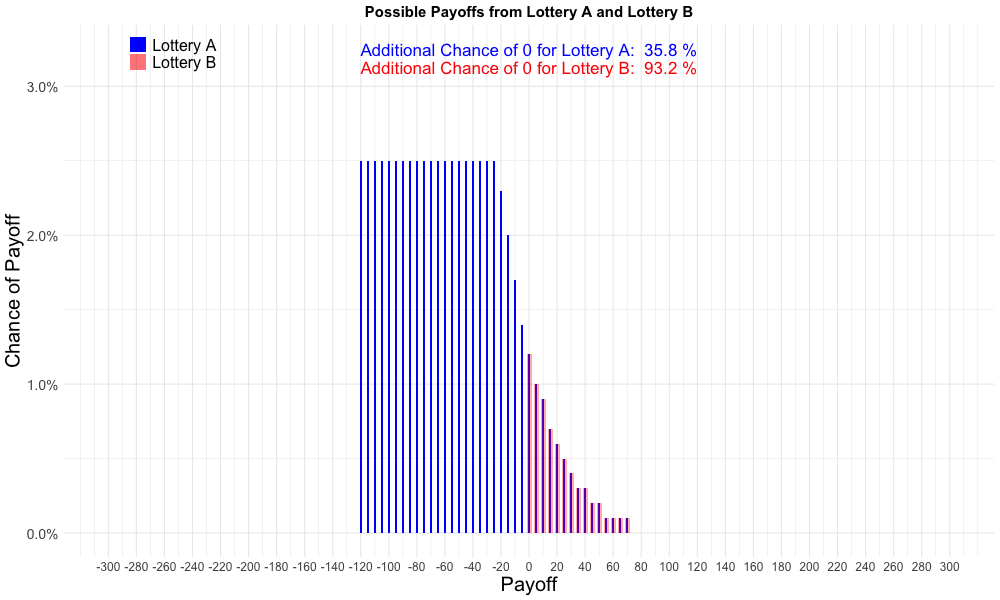 Possible Payoffs from Lottery A and Lottery B
Lottery A
Lottery B
Additional Chance of 0 for Lottery A: 35.8 %
Additional Chance of 0 for Lottery B: 93.2 %
3.0%
2.0%
1.0%
0.0%
Chance of Payoff
-300 -280 -260 -240 -220 -200 -180 -160 -140 -120 -100 -80 -60 -40 -20 0 20 40 60 80 100 120 140 160 180 200 220 240 260 280 300
Payoff